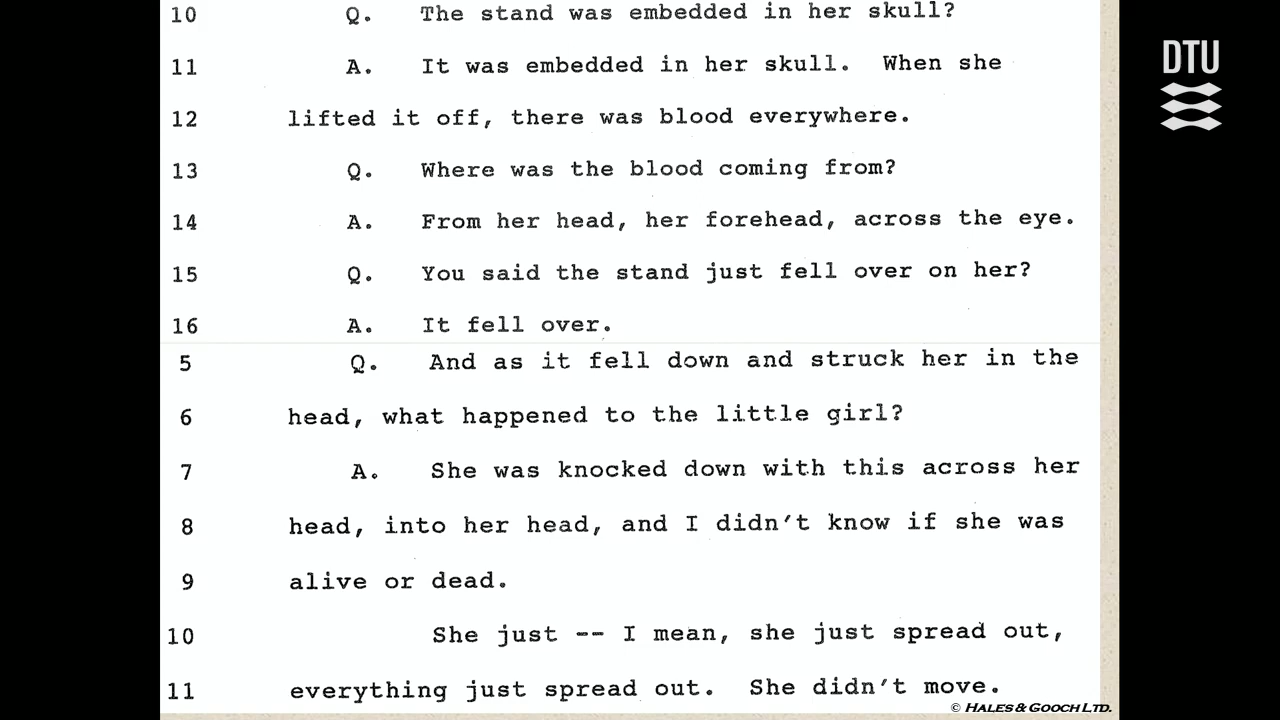 10 Q. The stand was embedded in her skull?
11 A. It was embedded in her skull. When she
12 lifted it off, there was blood everywhere.
13 Q. Where was the blood coming from?
14 A. From her head, her forehead, across the eye.
15 Q. You said the stand just fell over on her?
16 A. It fell over.
5 Q. And as it fell down and struck her in the
6 head, what happened to the little girl?
7 A. She was knocked down with this across her
8 head, into her head, and I didn't know if she was
9 alive or dead.
10 She just -- I mean, she just spread out,
11 everything just spread out. She didn't move.
© HALES & GOOCH LTD.
DTU